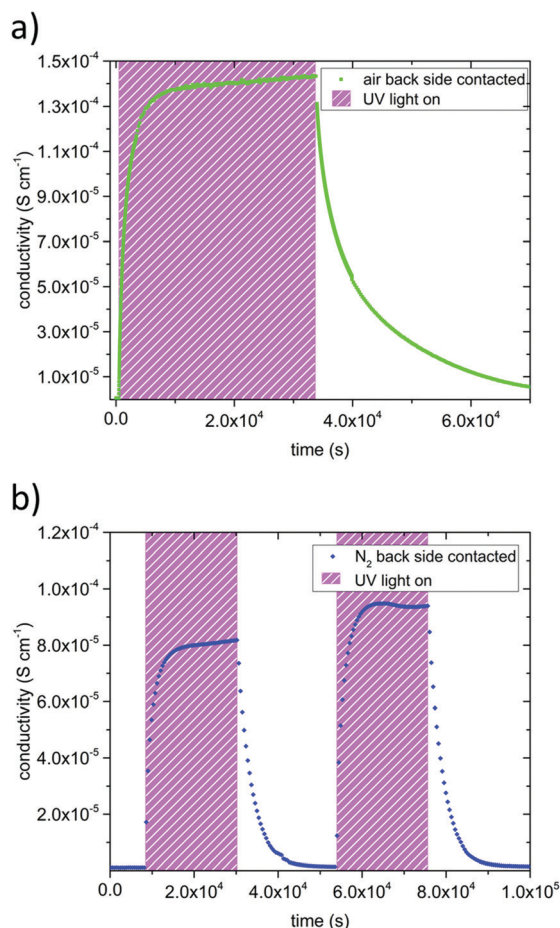 a)
1.5x10⁻⁴
1.3x10⁻⁴
1.1x10⁻⁴
9.0x10⁻⁵
7.0x10⁻⁵
5.0x10⁻⁵
3.0x10⁻⁵
1.0x10⁻⁵
conductivity (S cm⁻¹)
air back side contacted
UV light on
0.0 2.0x10⁴ 4.0x10⁴ 6.0x10⁴
time (s)
b)
1.2x10⁻⁴
1.0x10⁻⁴
8.0x10⁻⁵
6.0x10⁻⁵
4.0x10⁻⁵
2.0x10⁻⁵
conductivity (S cm⁻¹)
N₂ back side contacted
UV light on
0.0 2.0x10⁴ 4.0x10⁴ 6.0x10⁴ 8.0x10⁴ 1.0x10⁵
time (s)